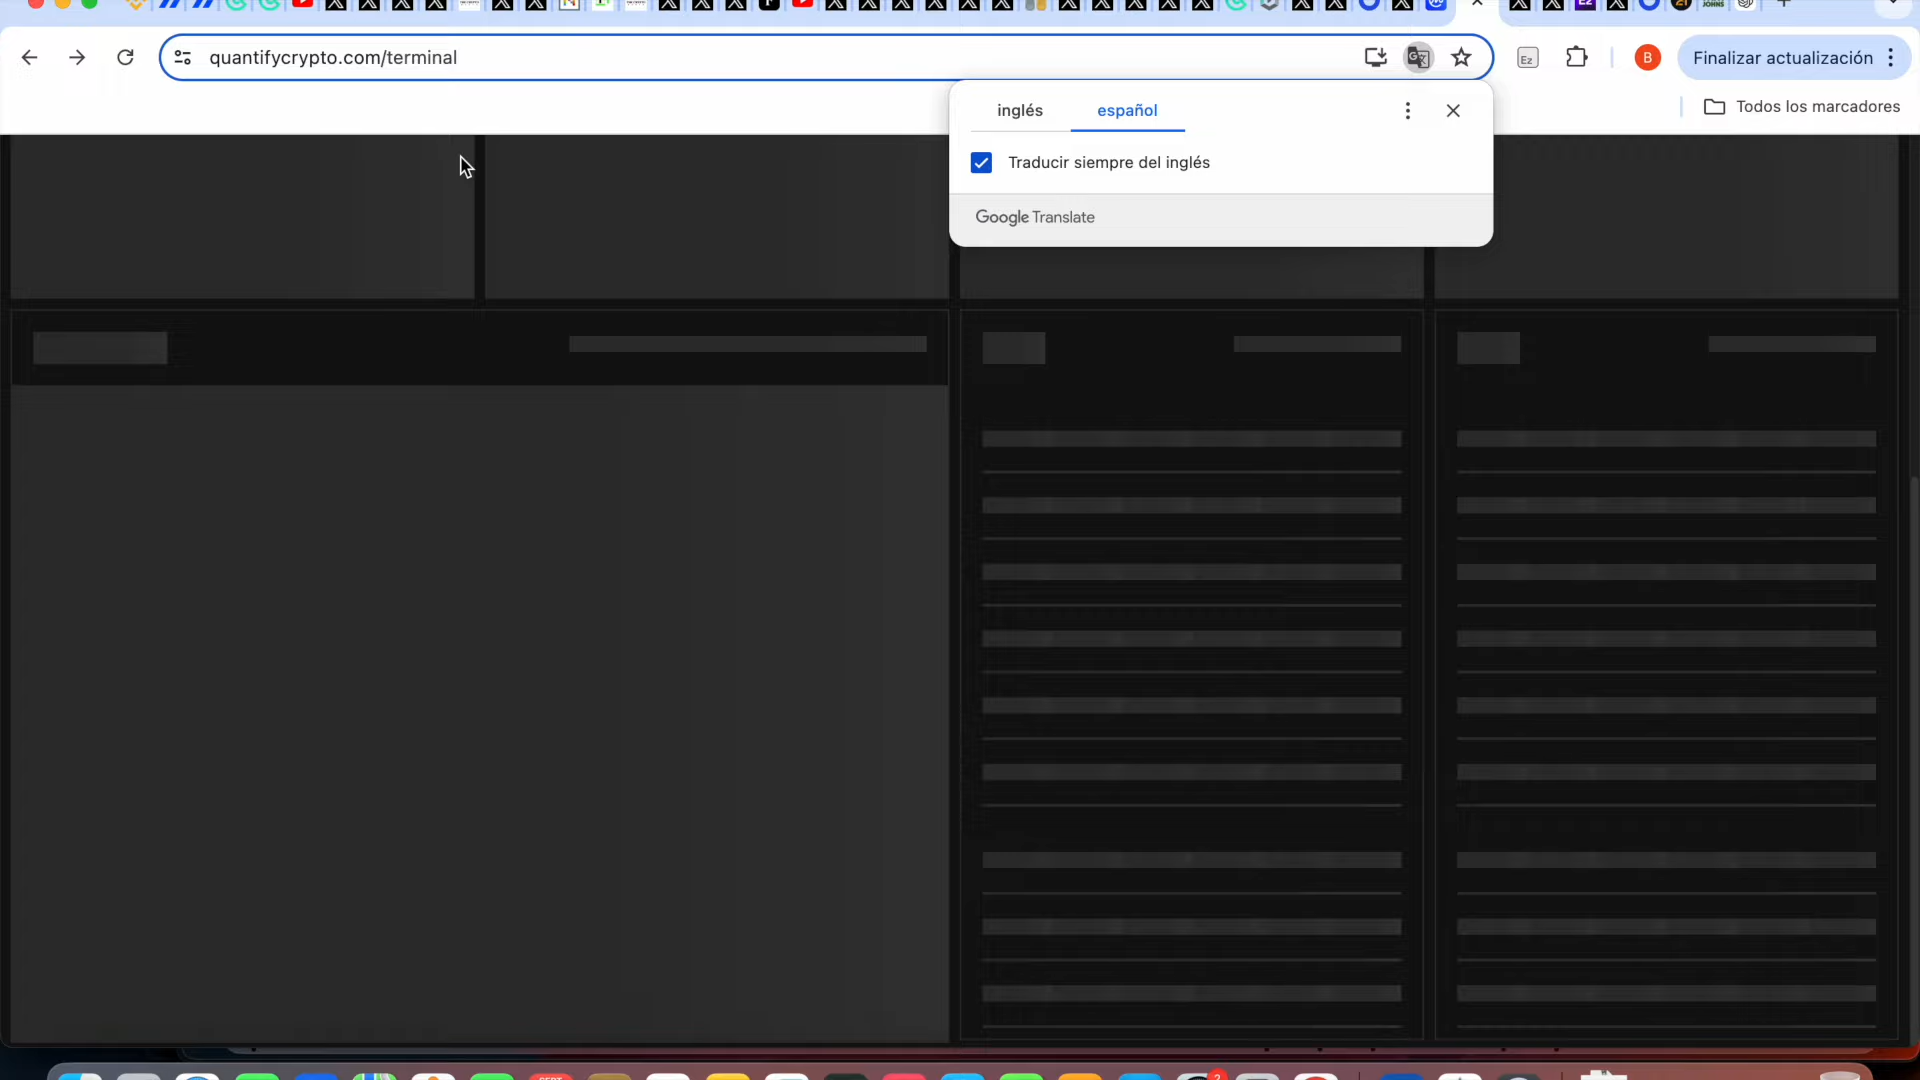 quantifycrypto.com/terminal
Finalizar actualización
Todos los marcadores
inglés
español
Traducir siempre del inglés
Google Translate